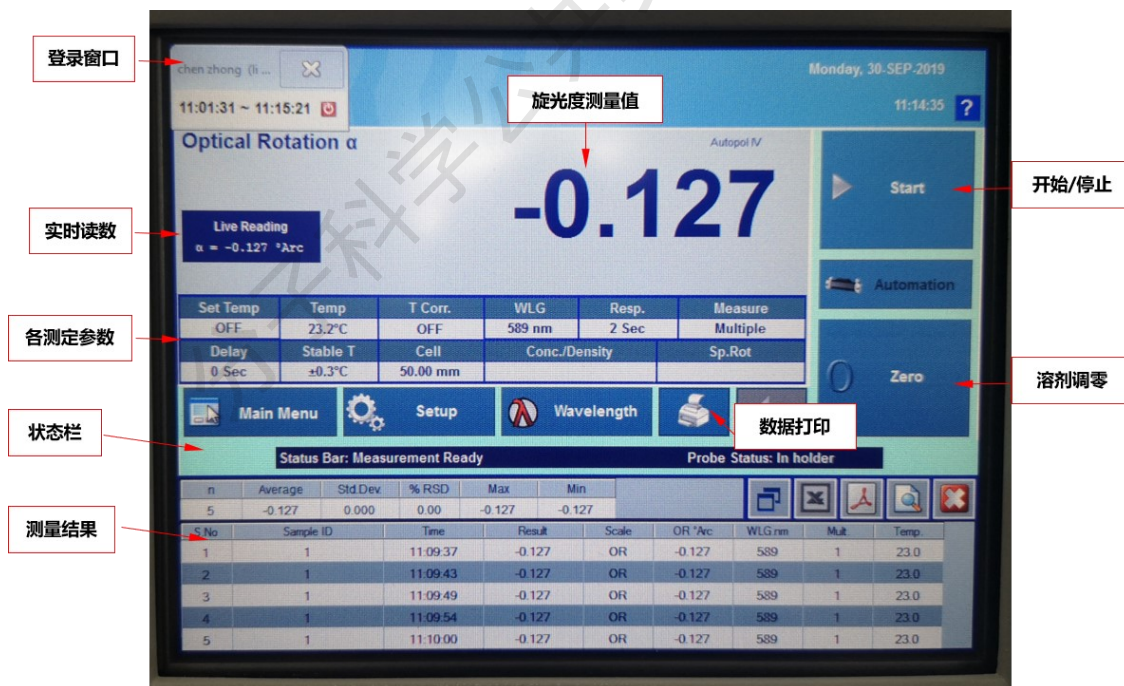 登录窗口
chen zhong (li ...
Monday, 30-SEP-2019
11:01:31 ~ 11:15:21
旋光度测量值
11:14:35
?
Optical Rotation α
Autopol IV
-0.127
Start
开始/停止
实时读数
Live Reading
α = -0.127 °Arc
Automation
Set Temp Temp T Corr. WLG Resp. Measure
OFF 23.2°C OFF 589 nm 2 Sec Multiple
各测定参数
Delay Stable T Cell Conc./Density Sp.Rot
0 Sec ±0.3°C 50.00 mm
0 Zero
溶剂调零
Main Menu Setup Wavelength
数据打印
状态栏
Status Bar: Measurement Ready Probe Status: In holder
n Average Std.Dev. % RSD Max Min
5 -0.127 0.000 0.00 -0.127 -0.127
测量结果
S.No Sample ID Time Result Scale OR °Arc WLG nm Mult. Temp.
1 1 11:09:37 -0.127 OR -0.127 589 1 23.0
2 1 11:09:43 -0.127 OR -0.127 589 1 23.0
3 1 11:09:49 -0.127 OR -0.127 589 1 23.0
4 1 11:09:54 -0.127 OR -0.127 589 1 23.0
5 1 11:10:00 -0.127 OR -0.127 589 1 23.0
分子科学公共